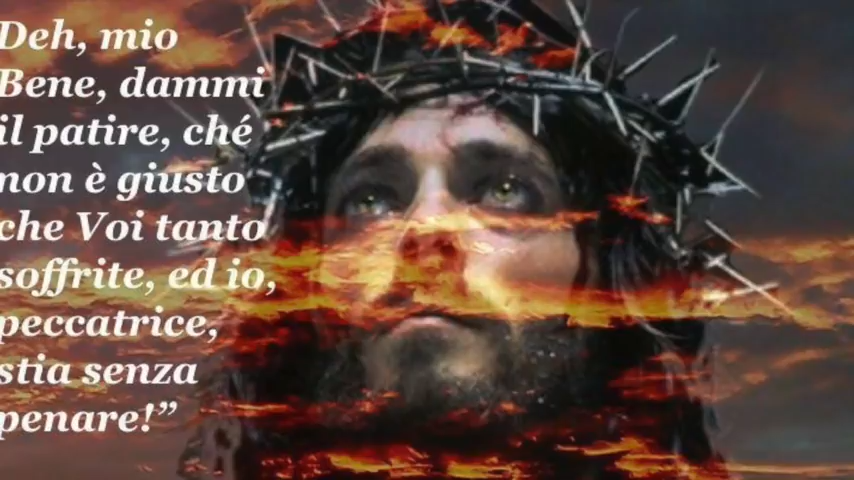 Deh, mio
Bene, dammi
il patire, ché
non è giusto
che Voi tanto
soffrite, ed io,
peccatrice,
stia senza
penare!”